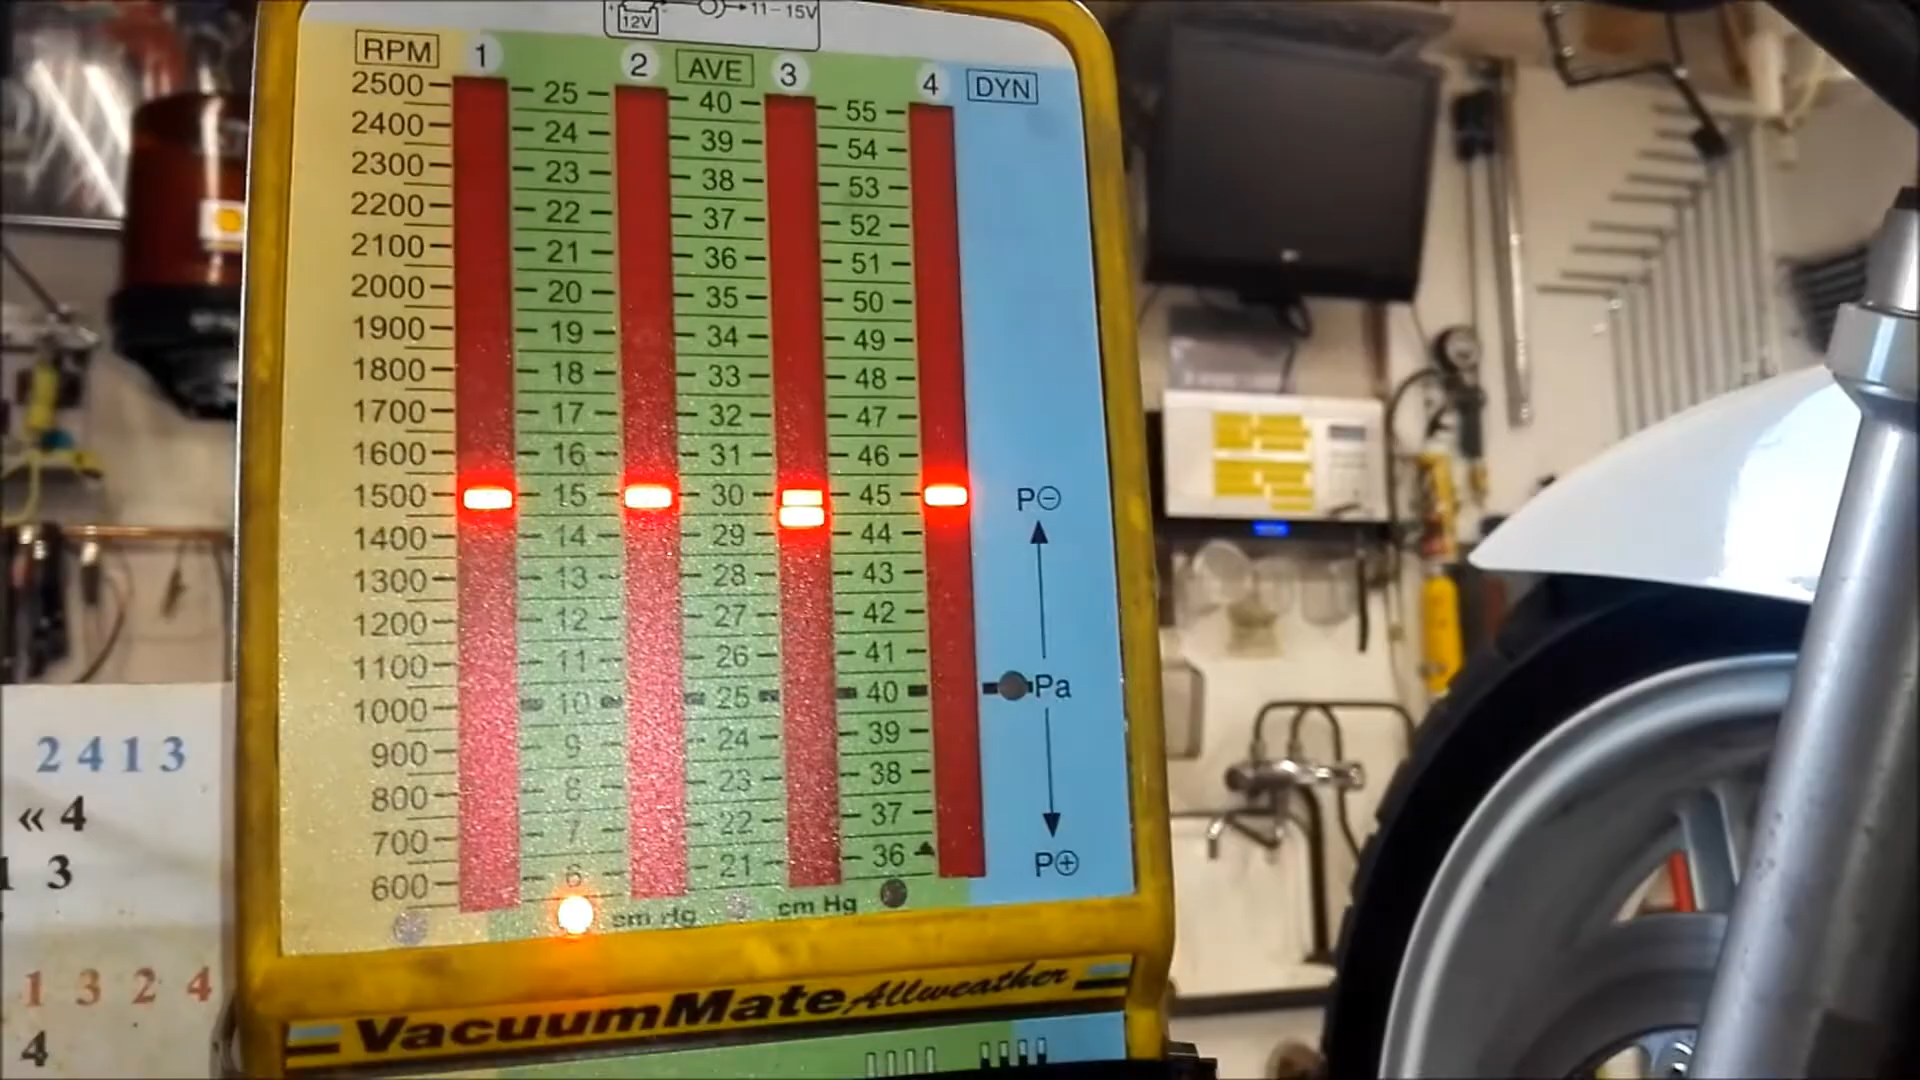 12V 11-15V
RPM 1 2 AVE 3 4 DYN
2500 25 40 55
2400 24 39 54
2300 23 38 53
2200 22 37 52
2100 21 36 51
2000 20 35 50
1900 19 34 49
1800 18 33 48
1700 17 32 47
1600 16 31 46
1500 15 30 45 P⊖
1400 14 29 44
1300 13 28 43
1200 12 27 42
1100 11 26 41
1000 10 25 40 Pa
900 9 24 39
800 8 23 38
700 7 22 37
600 6 21 36 P⊕
cm Hg cm Hg
VacuumMate Allweather
2 4 1 3
« 4
1 3
1 3 2 4
4